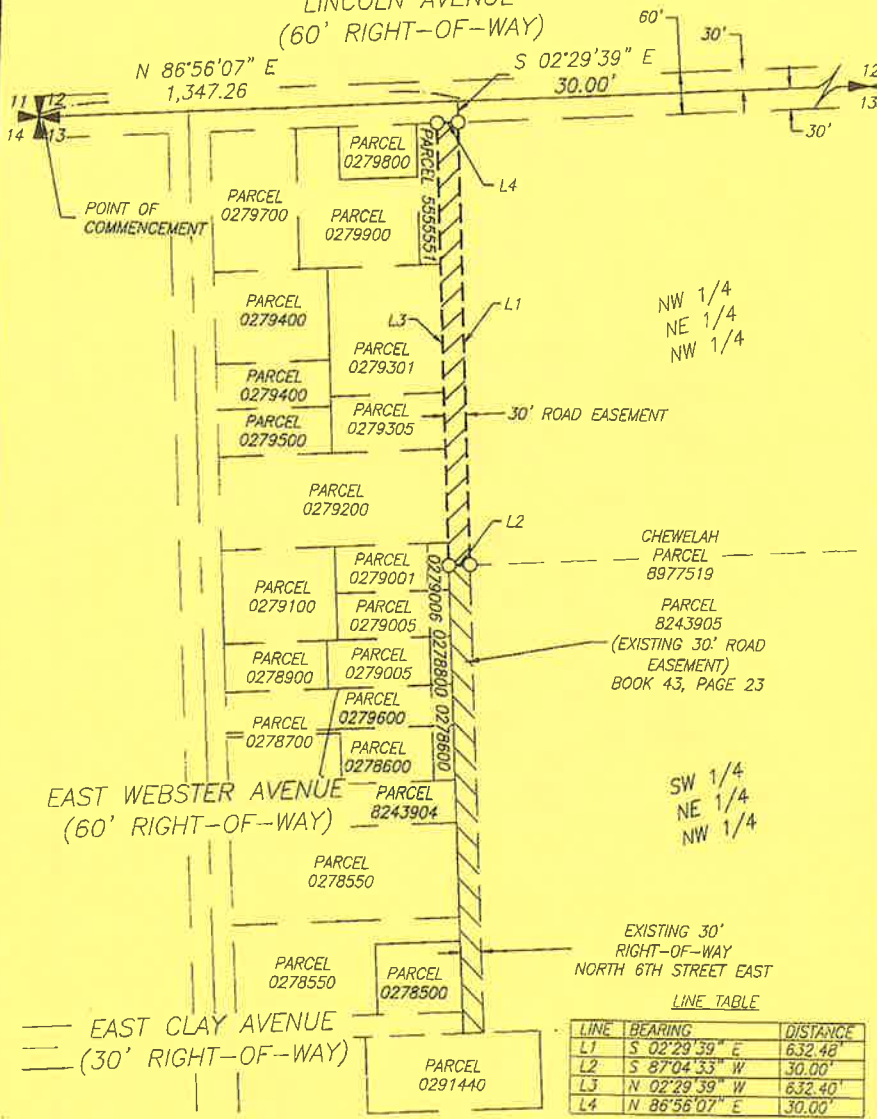 LINCOLN AVENUE
(60' RIGHT-OF-WAY)
N 86°56'07" E
1,347.26
S 02°29'39" E
30.00'
60'
30'
30'
11 12
14 13
12
13
POINT OF
COMMENCEMENT
PARCEL
0279800
PARCEL
0279700
PARCEL
0279900
PARCEL 5555551
L4
PARCEL
0279400
L3
L1
PARCEL
0279301
NW 1/4
NE 1/4
NW 1/4
PARCEL
0279400
PARCEL
0279305
PARCEL
0279500
30' ROAD EASEMENT
PARCEL
0279200
L2
CHEWELAH
PARCEL
8977519
PARCEL
0279001
PARCEL
0279100
0279006 0278800 0278600
PARCEL
0279005
PARCEL
8243905
(EXISTING 30' ROAD
EASEMENT)
BOOK 43, PAGE 23
PARCEL
0278900
PARCEL
0279005
PARCEL
0279600
PARCEL
0278700
PARCEL
0278600
EAST WEBSTER AVENUE
(60' RIGHT-OF-WAY)
PARCEL
8243904
SW 1/4
NE 1/4
NW 1/4
PARCEL
0278550
EXISTING 30'
RIGHT-OF-WAY
NORTH 6TH STREET EAST
PARCEL
0278550
PARCEL
0278500
EAST CLAY AVENUE
(30' RIGHT-OF-WAY)
PARCEL
0291440
LINE TABLE
LINE BEARING DISTANCE
L1 S 02°29'39" E 632.48'
L2 S 87°04'33" W 30.00'
L3 N 02°29'39" W 632.40'
L4 N 86°56'07" E 30.00'